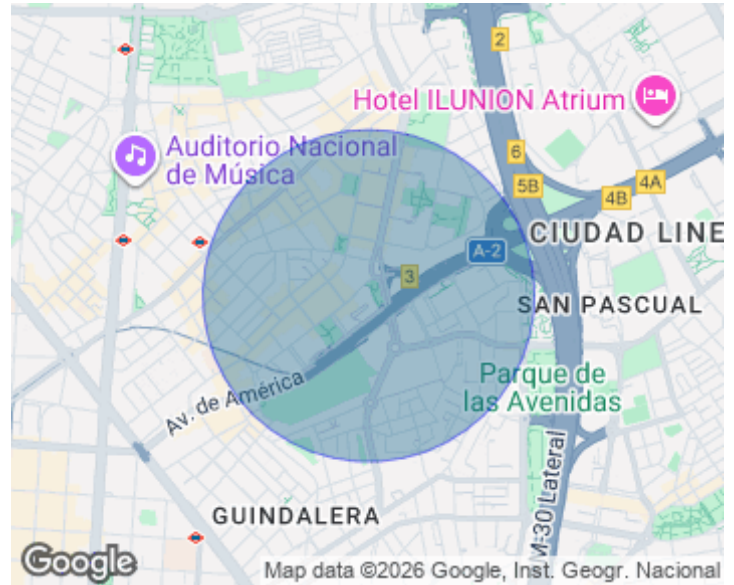 2
Hotel ILUNION Atrium
Auditorio Nacional
de Música
6
5B
4A
4B
CIUDAD LINE
A-2
3
SAN PASCUAL
Parque de
las Avenidas
Av. de América
M-30 Lateral
GUINDALERA
Google
Map data ©2026 Google, Inst. Geogr. Nacional